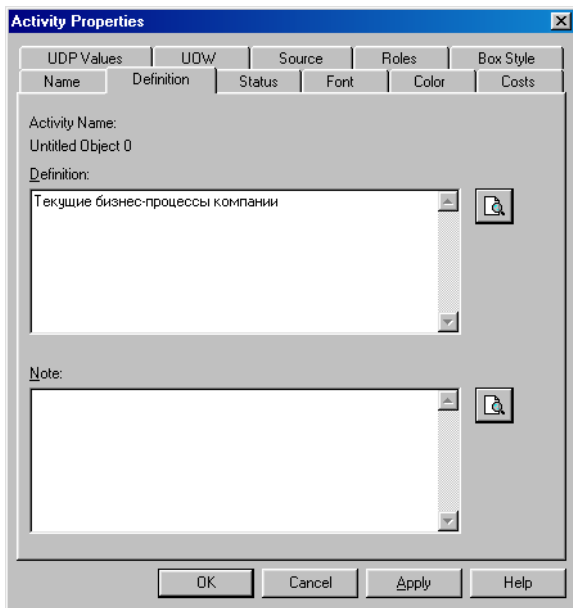 Activity Properties
UDP Values UOW Source Roles Box Style
Name Definition Status Font Color Costs
Activity Name:
Untitled Object 0
Definition:
Текущие бизнес-процессы компании
Note:
OK Cancel Apply Help